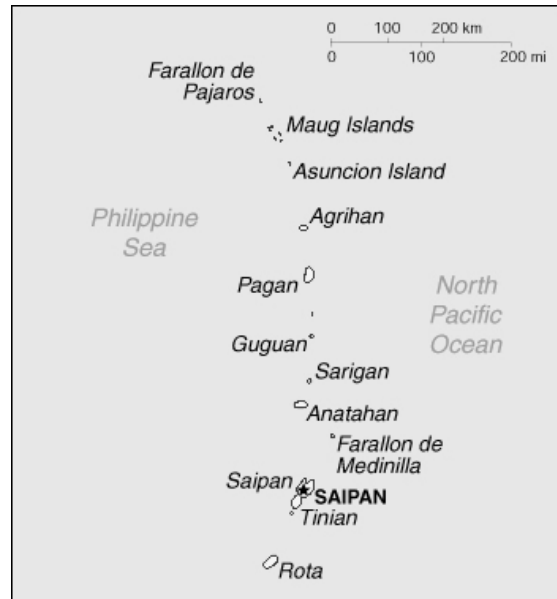 0 100 200 km
0 100 200 mi
Farallon de
Pajaros
Maug Islands
Asuncion Island
Philippine
Sea
Agrihan
Pagan
North
Pacific
Ocean
Guguan
Sarigan
Anatahan
Farallon de
Medinilla
Saipan
SAIPAN
Tinian
Rota